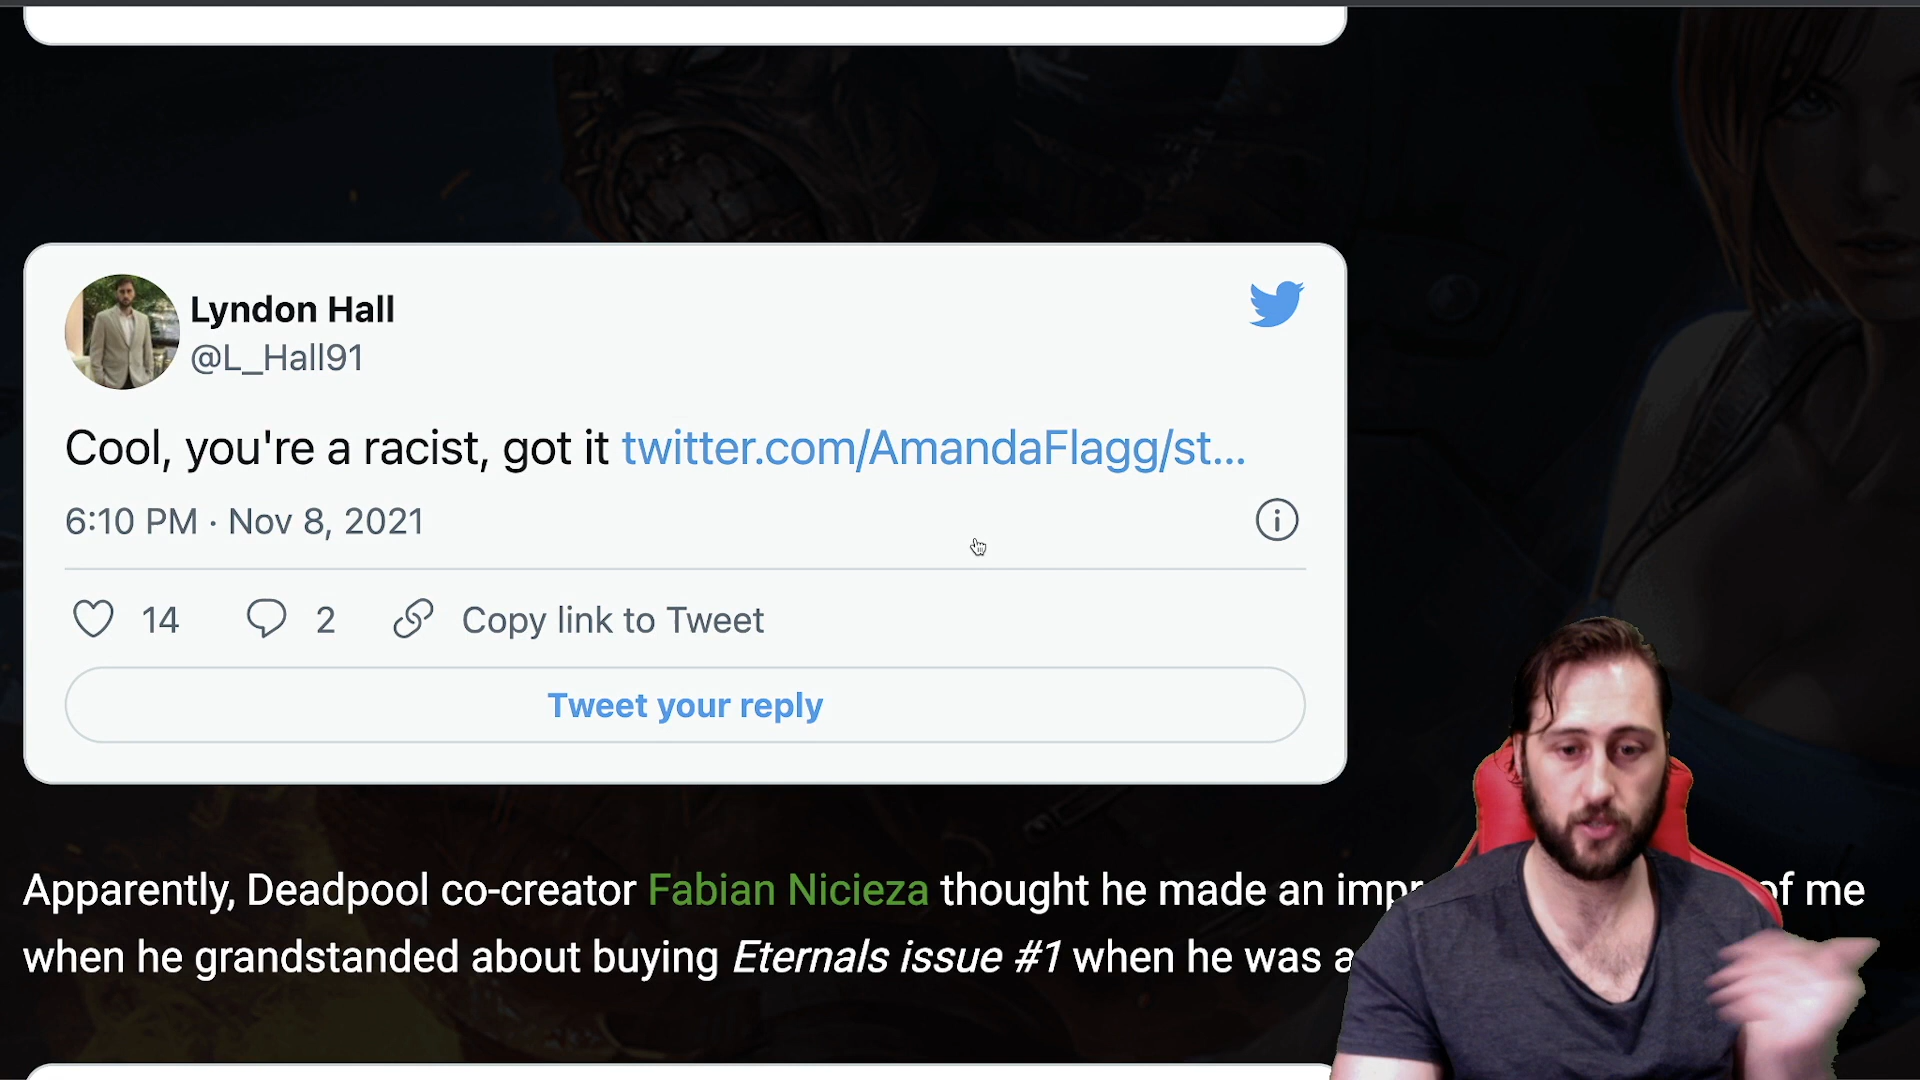 Lyndon Hall
@L_Hall91
Cool, you're a racist, got it twitter.com/AmandaFlagg/st...
6:10 PM · Nov 8, 2021
14 2 Copy link to Tweet
Tweet your reply
Apparently, Deadpool co-creator Fabian Nicieza thought he made an of me
when he grandstanded about buying Eternals issue #1 when he was